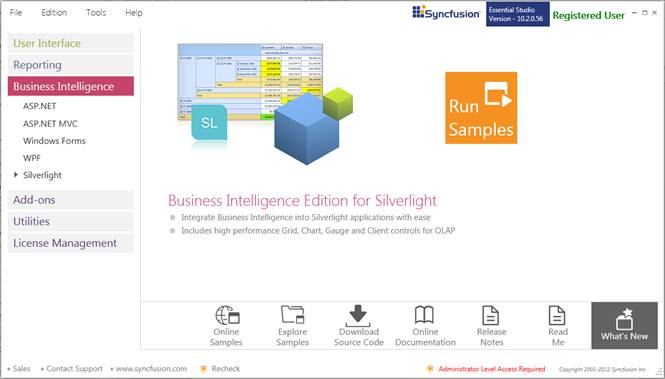 File Edition Tools Help
Syncfusion
Essential Studio
Version - 10.2.0.56
Registered User
User Interface
Reporting
Business Intelligence
ASP.NET
ASP.NET MVC
Windows Forms
WPF
Silverlight
Add-ons
Utilities
License Management
SL
Run
Samples
Business Intelligence Edition for Silverlight
Integrate Business Intelligence into Silverlight applications with ease
Includes high performance Grid, Chart, Gauge and Client controls for OLAP
Online
Samples
Explore
Samples
Download
Source Code
Online
Documentation
Release
Notes
Read
Me
What's New
Sales Contact Support www.syncfusion.com Recheck
Administrator Level Access Required
Copyright 2001-2012 Syncfusion Inc.